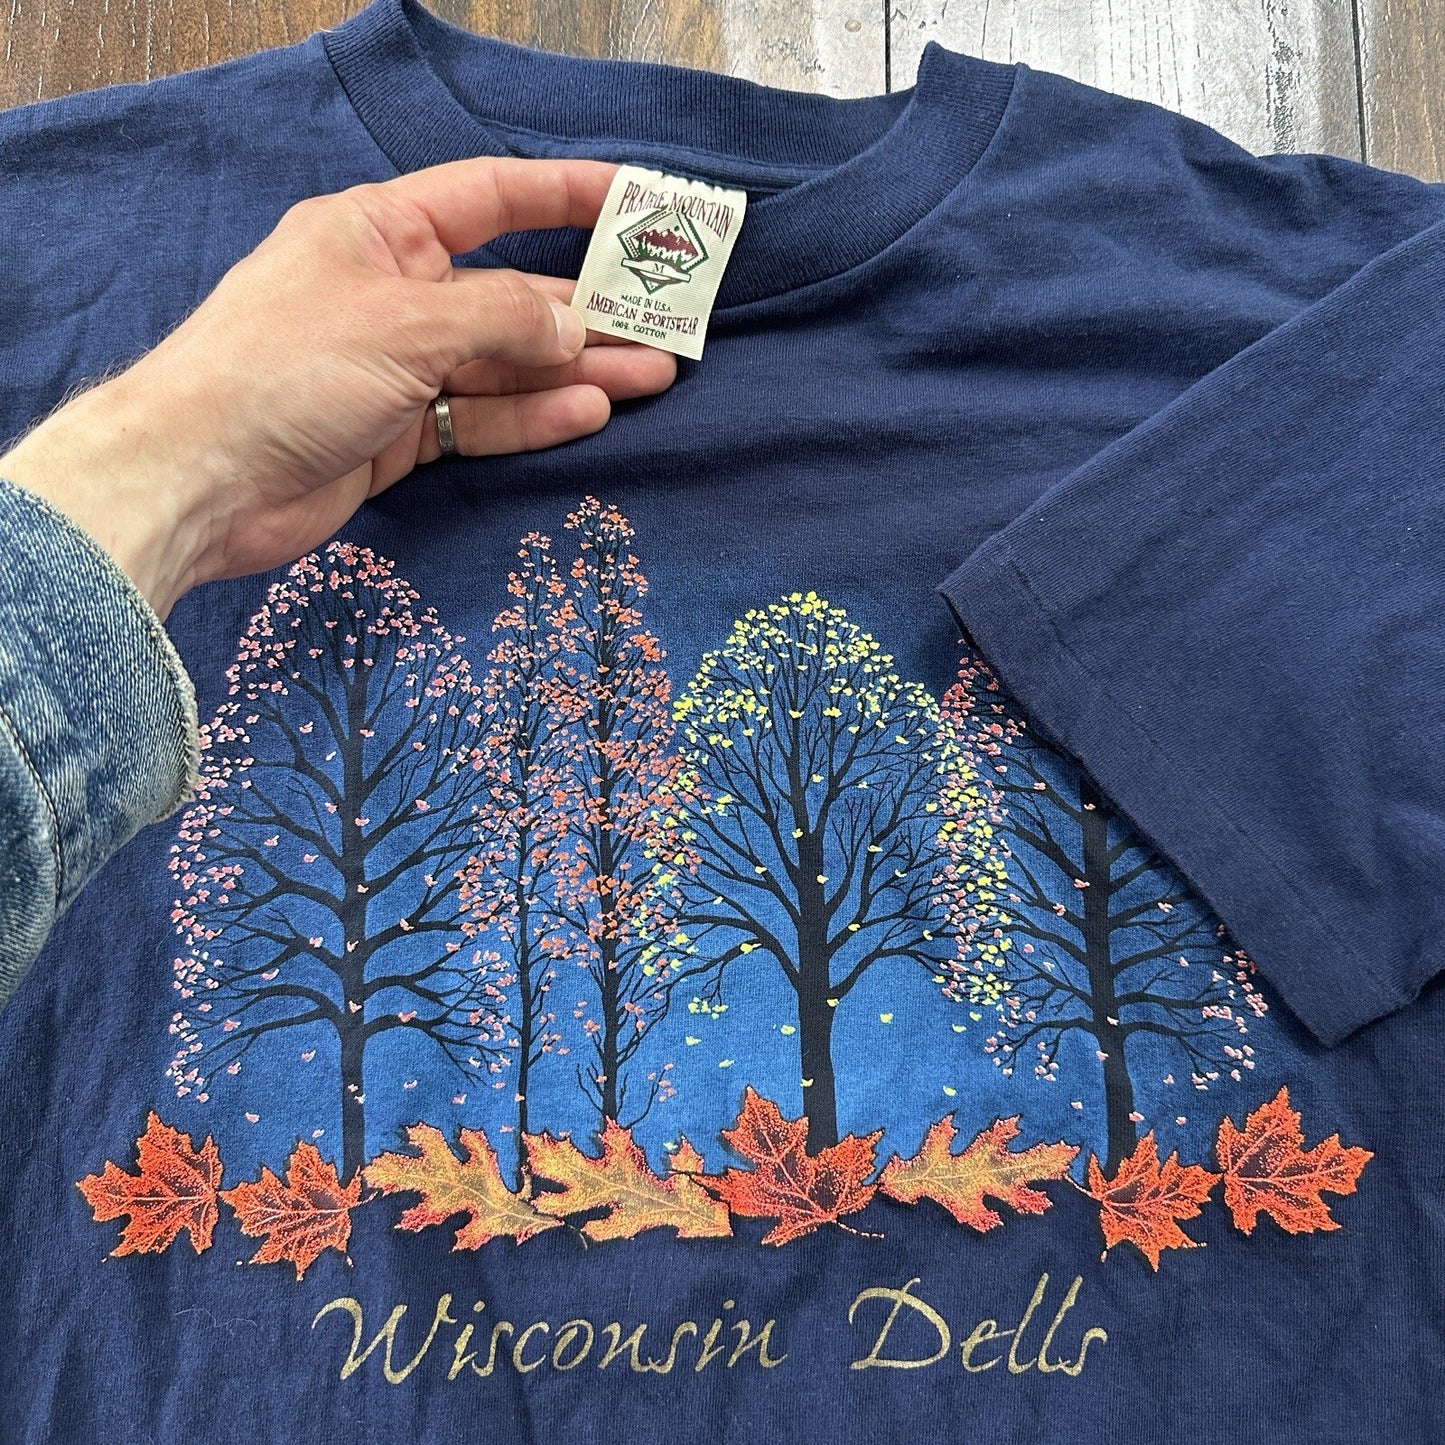 PRAIRIE MOUNTAIN
M
MADE IN U.S.A.
AMERICAN SPORTSWEAR
100% COTTON
Wisconsin Dells